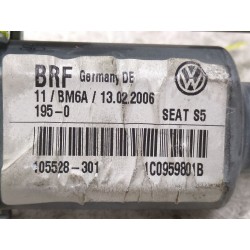 BRF Germany DE
11 / BM6A / 13.02.2006
195-0 SEAT S5
105528-301 1C0959801B